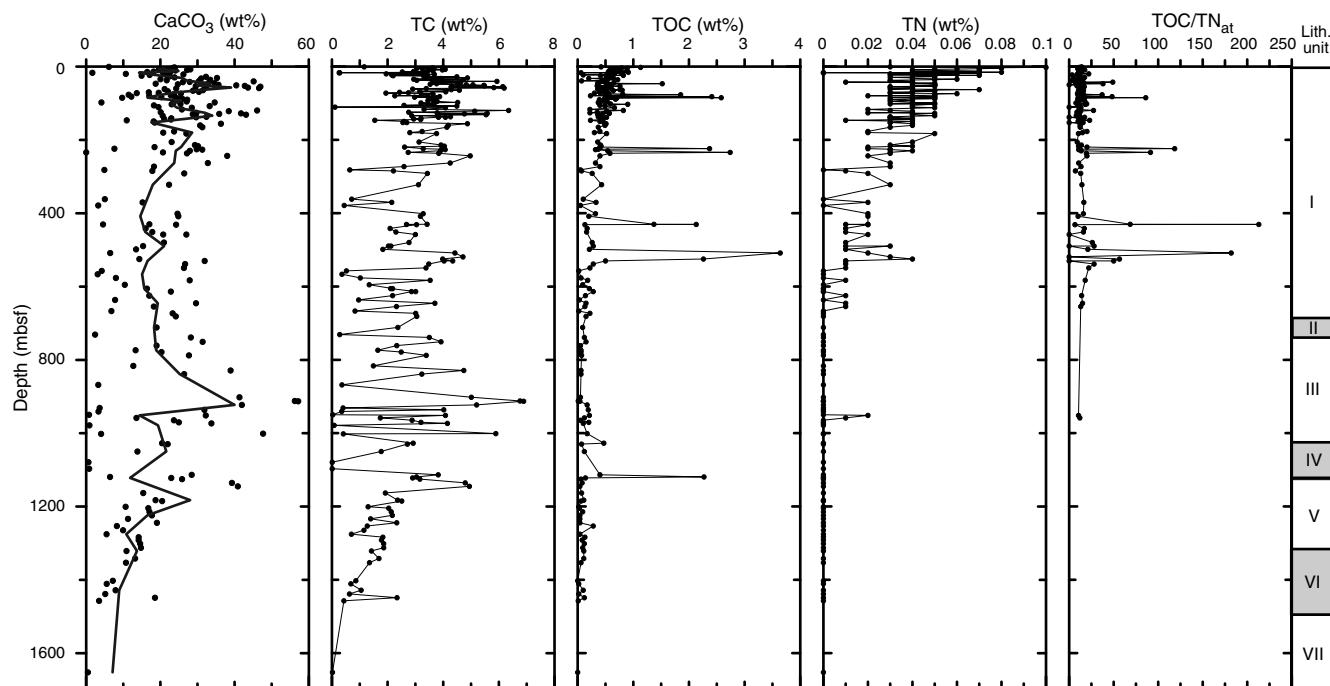 CaCO3 (wt%) TC (wt%) TOC (wt%) TN (wt%) TOC/TNat Lith. unit
0 20 40 60 0 2 4 6 8 0 1 2 3 4 0 0.02 0.04 0.06 0.08 0.1 0 50 100 150 200 250
0
400
800
1200
1600
Depth (mbsf)
I
II
III
IV
V
VI
VII